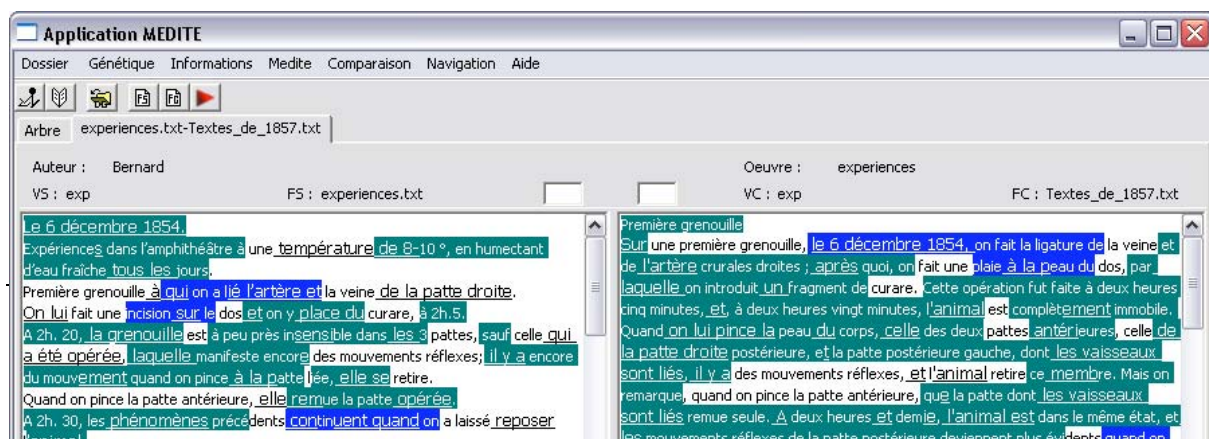 Application MEDITE
Dossier Génétique Informations Medite Comparaison Navigation Aide
Arbre experiences.txt-Textes_de_1857.txt
Auteur : Bernard
Oeuvre : experiences
VS : exp FS : experiences.txt
VC : exp FC : Textes_de_1857.txt
Le 6 décembre 1854.
Expériences dans l'amphithéâtre à une température de 8-10 °, en humectant
d'eau fraîche tous les jours.
Première grenouille à qui on a lié l'artère et la veine de la patte droite.
On lui fait une incision sur le dos et on y place du curare, à 2h.5.
A 2h. 20, la grenouille est à peu près insensible dans les 3 pattes, sauf celle qui
a été opérée, laquelle manifeste encore des mouvements réflexes; il y a encore
du mouvement quand on pince à la patte liée, elle se retire.
Quand on pince la patte antérieure, elle remue la patte opérée.
A 2h. 30, les phénomènes précédents continuent quand on a laissé reposer
l'animal.
Première grenouille
Sur une première grenouille, le 6 décembre 1854, on fait la ligature de la veine et
de l'artère crurales droites ; après quoi, on fait une plaie à la peau du dos, par
laquelle on introduit un fragment de curare. Cette opération fut faite à deux heures
cinq minutes, et, à deux heures vingt minutes, l'animal est complètement immobile.
Quand on lui pince la peau du corps, celle des deux pattes antérieures, celle de
la patte droite postérieure, et la patte postérieure gauche, dont les vaisseaux
sont liés, il y a des mouvements réflexes, et l'animal retire ce membre. Mais on
remarque, quand on pince la patte antérieure, que la patte dont les vaisseaux
sont liés remue seule. A deux heures et demie, l'animal est dans le même état, et
les mouvements réflexes de la patte postérieure deviennent plus évidents quand on